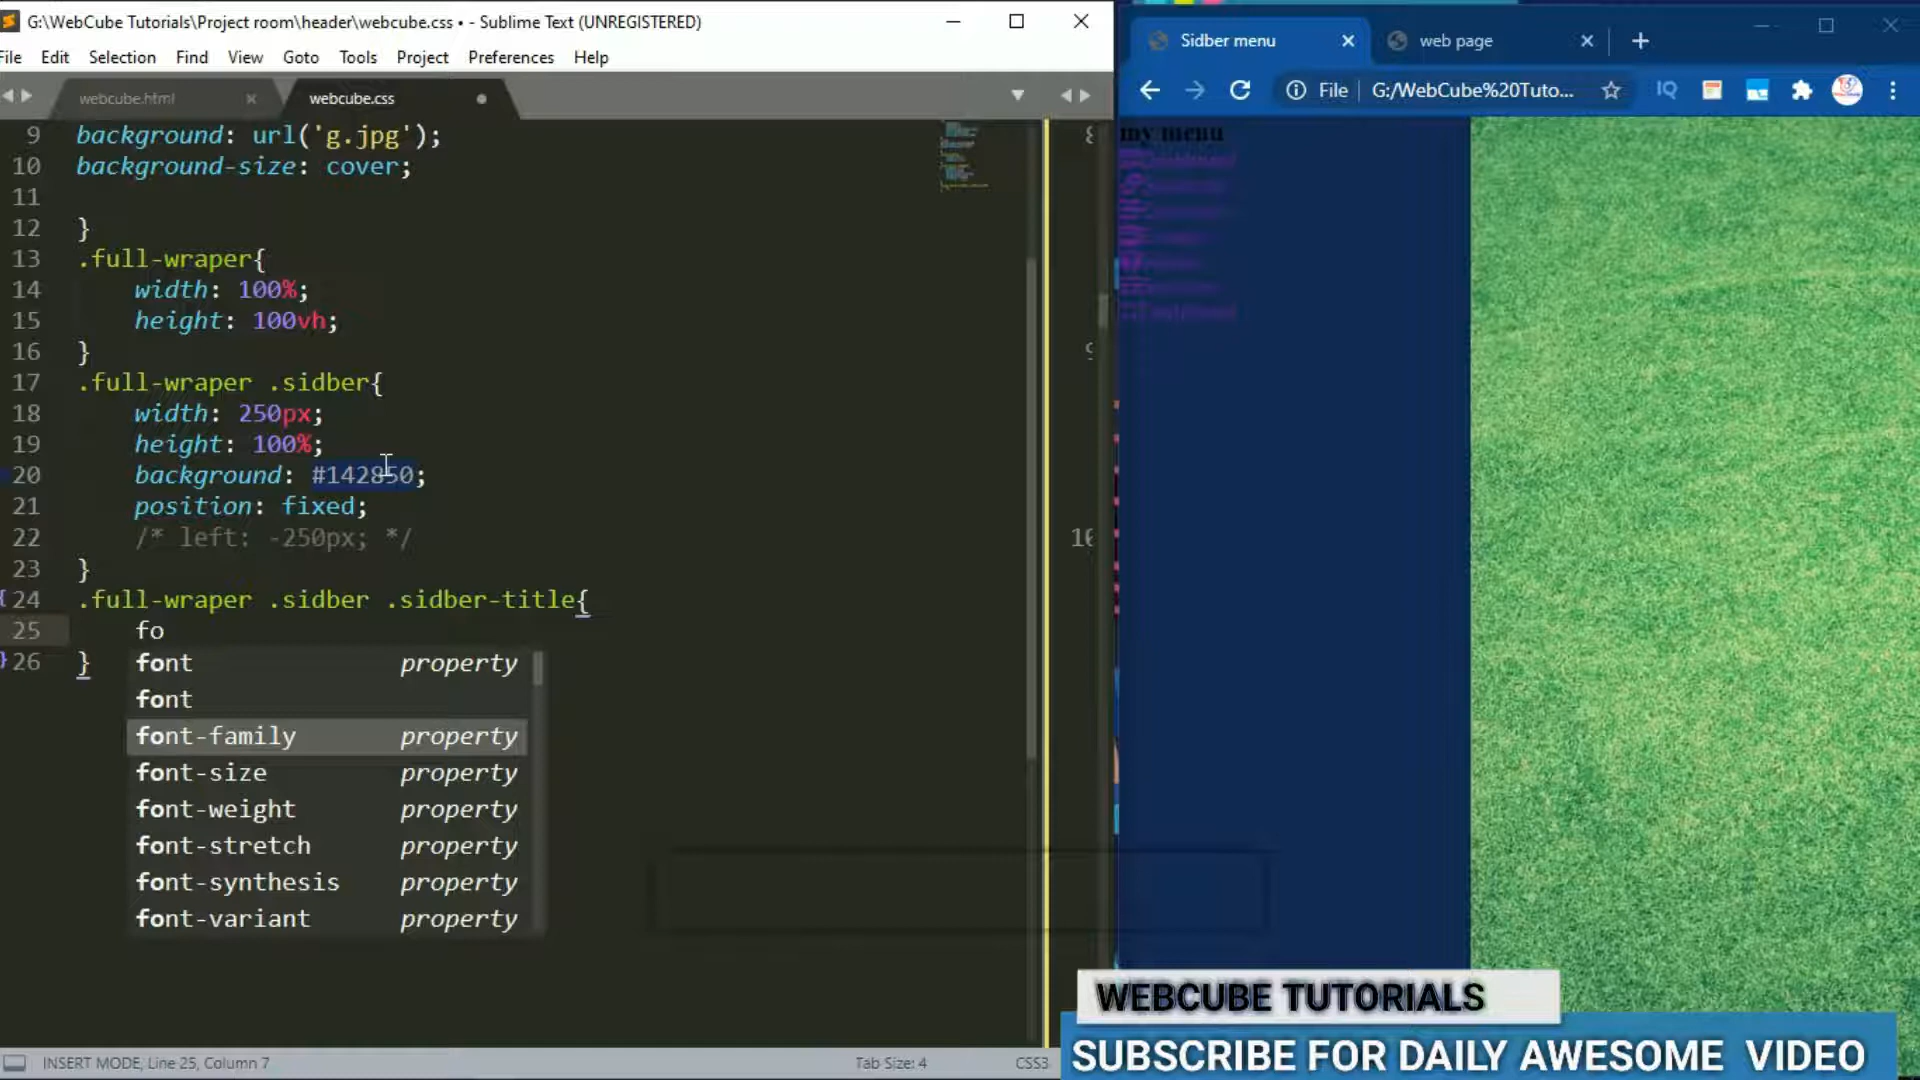 G:\WebCube Tutorials\Project room\header\webcube.css • - Sublime Text (UNREGISTERED)
File Edit Selection Find View Goto Tools Project Preferences Help
webcube.html
webcube.css
9 background: url('g.jpg');
10 background-size: cover;
11
12 }
13 .full-wraper{
14 width: 100%;
15 height: 100vh;
16 }
17 .full-wraper .sidber{
18 width: 250px;
19 height: 100%;
20 background: #142850;
21 position: fixed;
22 /* left: -250px; */
23 }
24 .full-wraper .sidber .sidber-title{
25 fo
26 }
font property
font
font-family property
font-size property
font-weight property
font-stretch property
font-synthesis property
font-variant property
INSERT MODE, Line 25, Column 7
Tab Size: 4
CSS3
8
9
10
Sidber menu
web page
File
G:/WebCube%20Tuto...
IQ
my menu
WEBCUBE TUTORIALS
SUBSCRIBE FOR DAILY AWESOME VIDEO